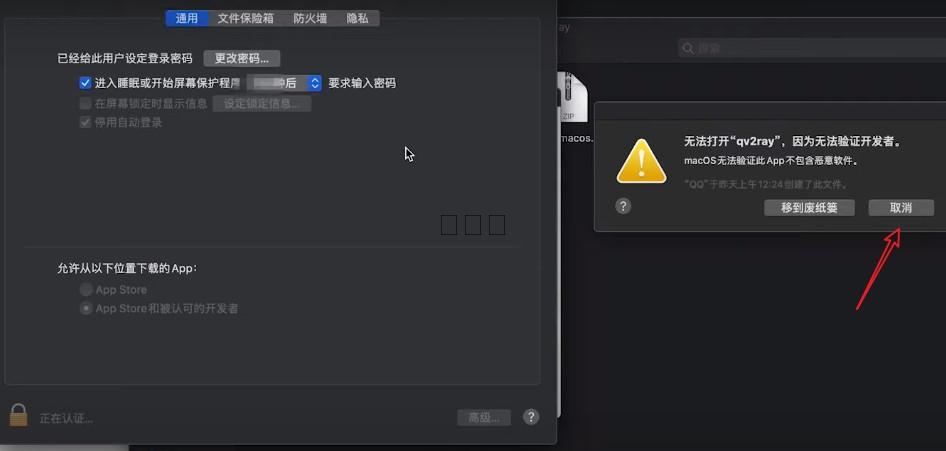 通用 文件保险箱 防火墙 隐私
已经给此用户设定登录密码 更改密码...
进入睡眠或开始屏幕保护程 后 要求输入密码
在屏幕锁定时显示信息 设定锁定信息...
停用自动登录
允许从以下位置下载的App：
App Store
App Store和被认可的开发者
正在认证... 高级... ?
ay
搜索
ZIP
macos.
无法打开“qv2ray”，因为无法验证开发者。
macOS无法验证此App不包含恶意软件。
“QQ”于昨天上午12:24创建了此文件。
? 移到废纸篓 取消